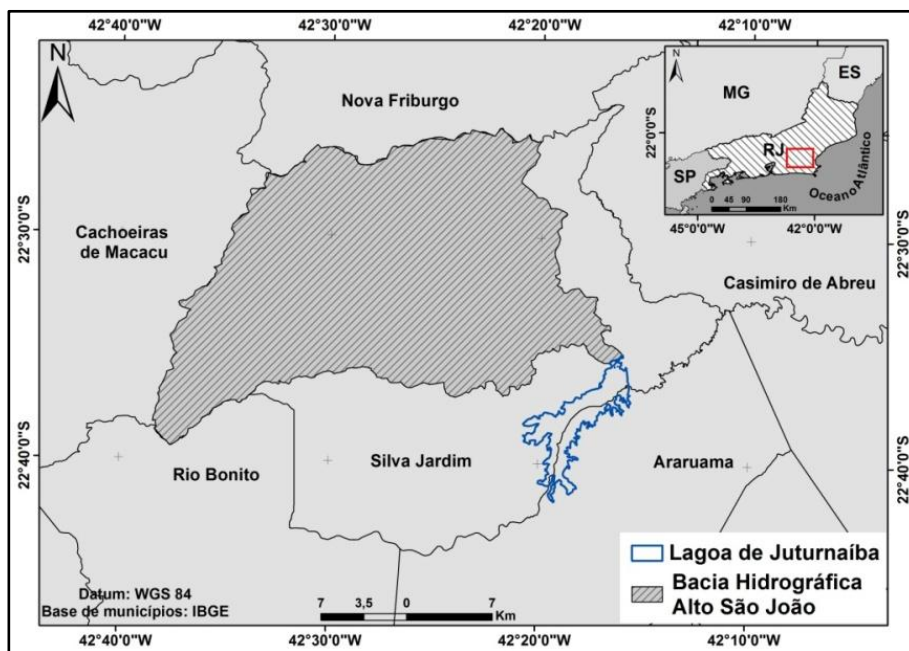 42°40'0"W
42°30'0"W
42°20'0"W
42°10'0"W
N
Nova Friburgo
Cachoeiras
de Macacu
Casimiro de Abreu
Rio Bonito
Silva Jardim
Araruama
22°30'0"S
22°40'0"S
22°30'0"S
22°40'0"S
N
MG
ES
RJ
SP
Oceano Atlântico
22°0'0"S
0 45 90 180
Km
45°0'0"W
42°0'0"W
Lagoa de Juturnaíba
Bacia Hidrográfica
Alto São João
Datum: WGS 84
Base de municípios: IBGE
7 3,5 0 7
Km
42°40'0"W
42°30'0"W
42°20'0"W
42°10'0"W